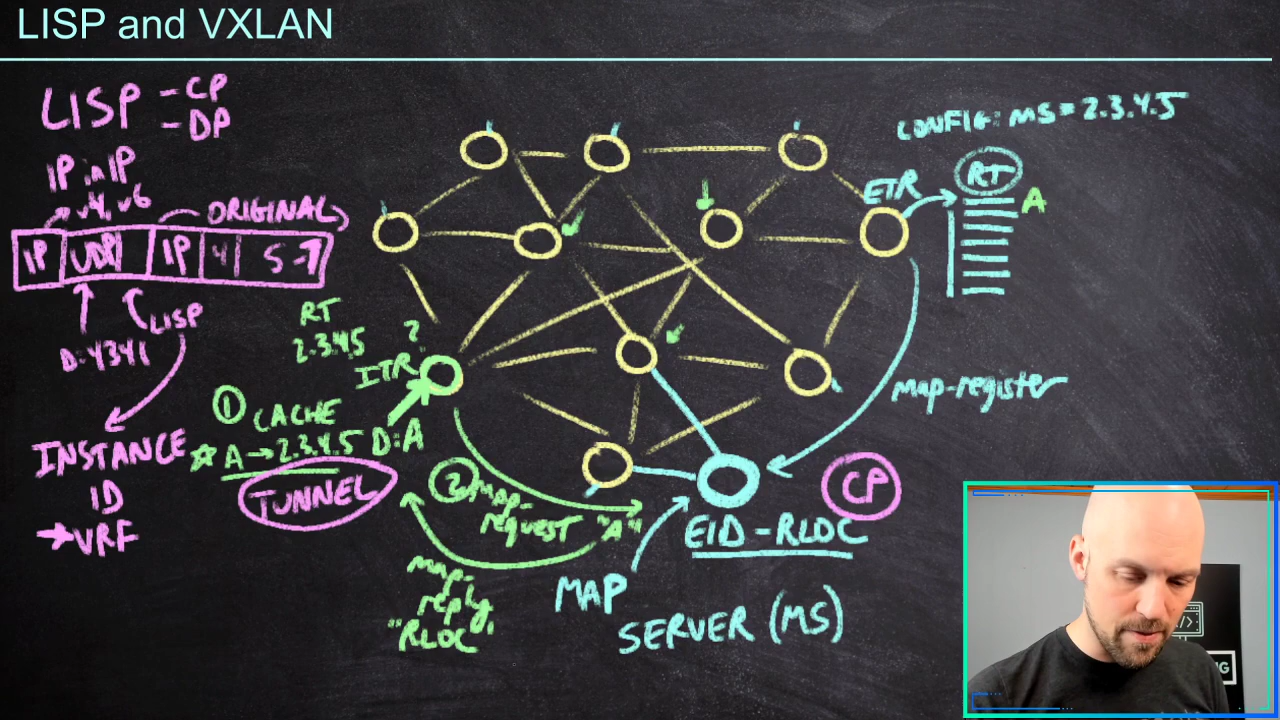 LISP and VXLAN
LISP - CP
- DP
IP in IP
v4, v6
ORIGINAL
IP UDP IP 4 5-7
LISP
D:4341
INSTANCE
ID
→VRF
RT
2.3.4.5
?
ITR
① CACHE
☆ A→2.3.4.5 D:A
TUNNEL
② map-
request "A"
map-
reply
"RLOC"
CONFIG: MS = 2.3.4.5
ETR
RT
A
map-register
CP
EID-RLOC
MAP
SERVER (MS)